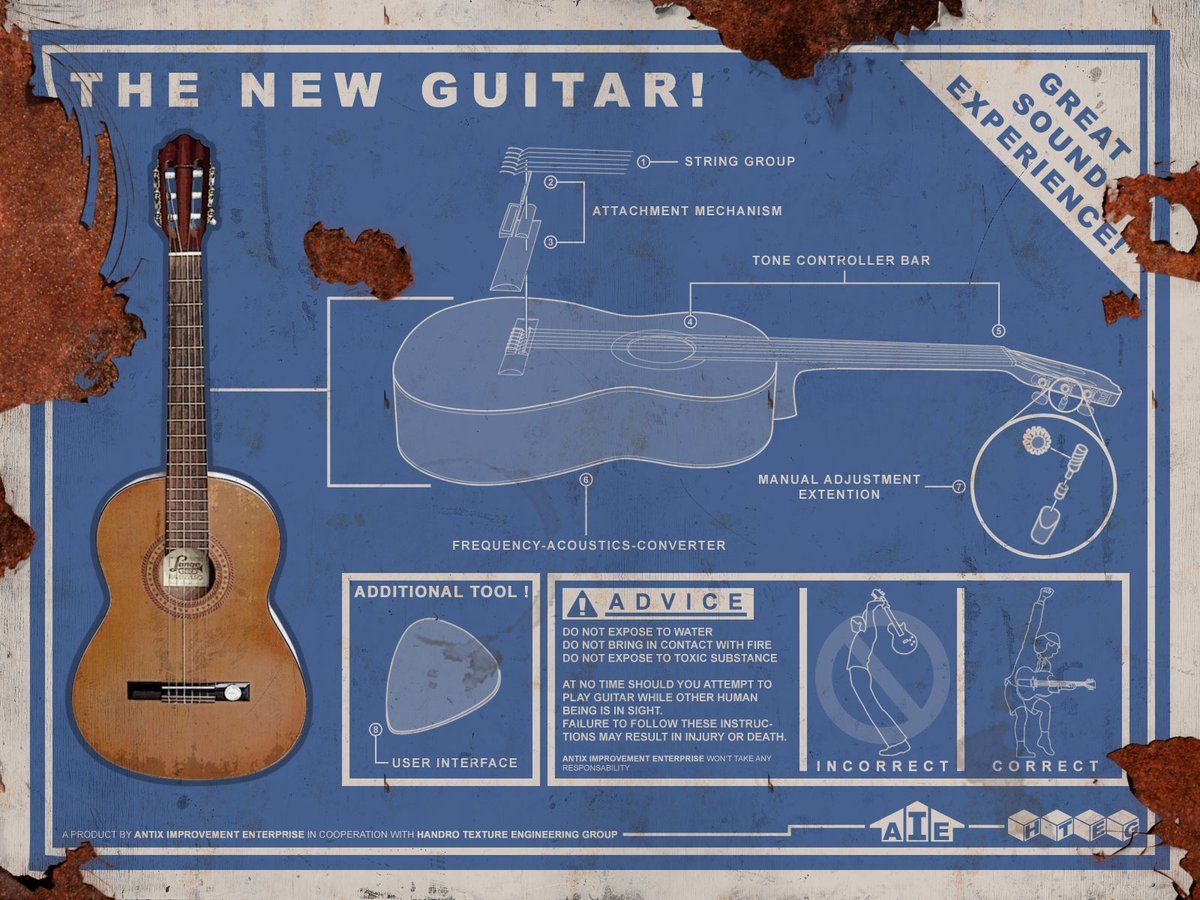 THE NEW GUITAR!
GREAT
SOUND
EXPERIENCE!
1
STRING GROUP
2
ATTACHMENT MECHANISM
3
TONE CONTROLLER BAR
4
5
6
FREQUENCY-ACOUSTICS-CONVERTER
MANUAL ADJUSTMENT
EXTENTION
7
ADDITIONAL TOOL !
8
USER INTERFACE
! ADVICE
DO NOT EXPOSE TO WATER
DO NOT BRING IN CONTACT WITH FIRE
DO NOT EXPOSE TO TOXIC SUBSTANCE
AT NO TIME SHOULD YOU ATTEMPT TO
PLAY GUITAR WHILE OTHER HUMAN
BEING IS IN SIGHT.
FAILURE TO FOLLOW THESE INSTRUC-
TIONS MAY RESULT IN INJURY OR DEATH.
ANTIX IMPROVEMENT ENTERPRISE WON'T TAKE ANY
RESPONSABILITY
INCORRECT
CORRECT
A PRODUCT BY ANTIX IMPROVEMENT ENTERPRISE IN COOPERATION WITH HANDRO TEXTURE ENGINEERING GROUP
AIE
HTEG